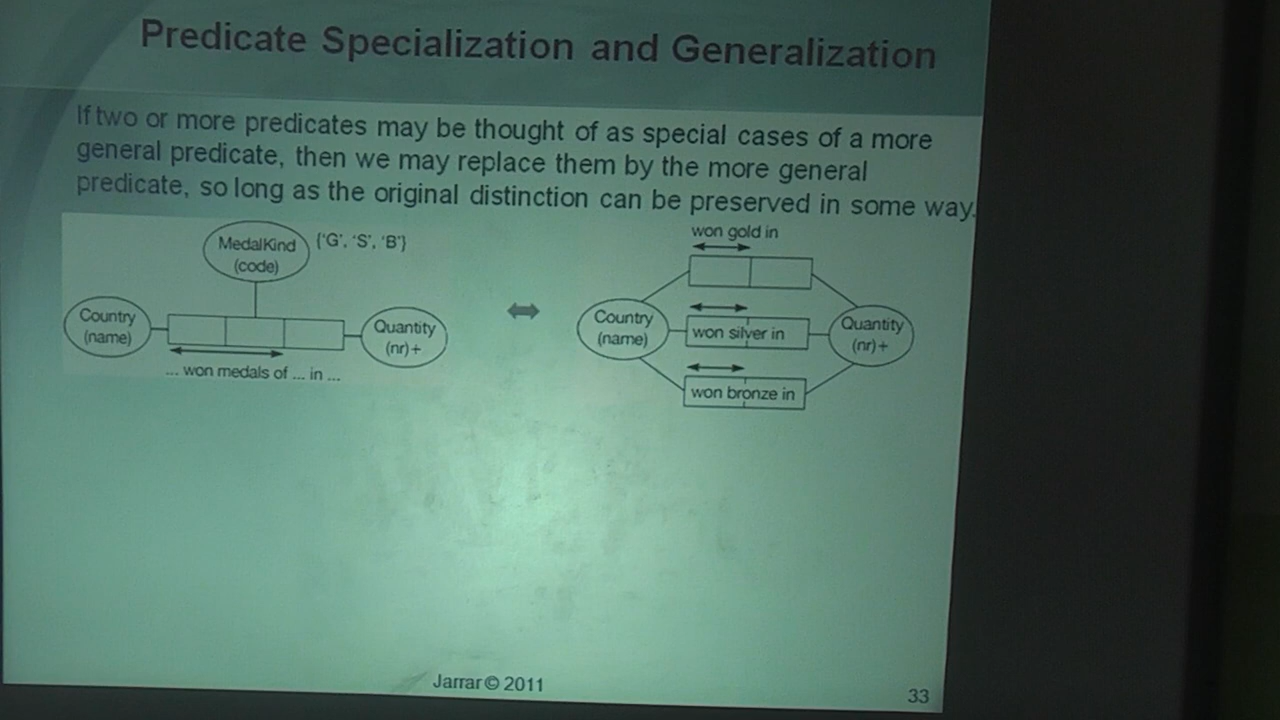 Predicate Specialization and Generalization
If two or more predicates may be thought of as special cases of a more
general predicate, then we may replace them by the more general
predicate, so long as the original distinction can be preserved in some way.
MedalKind
(code)
{'G', 'S', 'B'}
Country
(name)
Quantity
(nr)+
... won medals of ... in ...
won gold in
Country
(name)
won silver in
Quantity
(nr)+
won bronze in
Jarrar © 2011
33